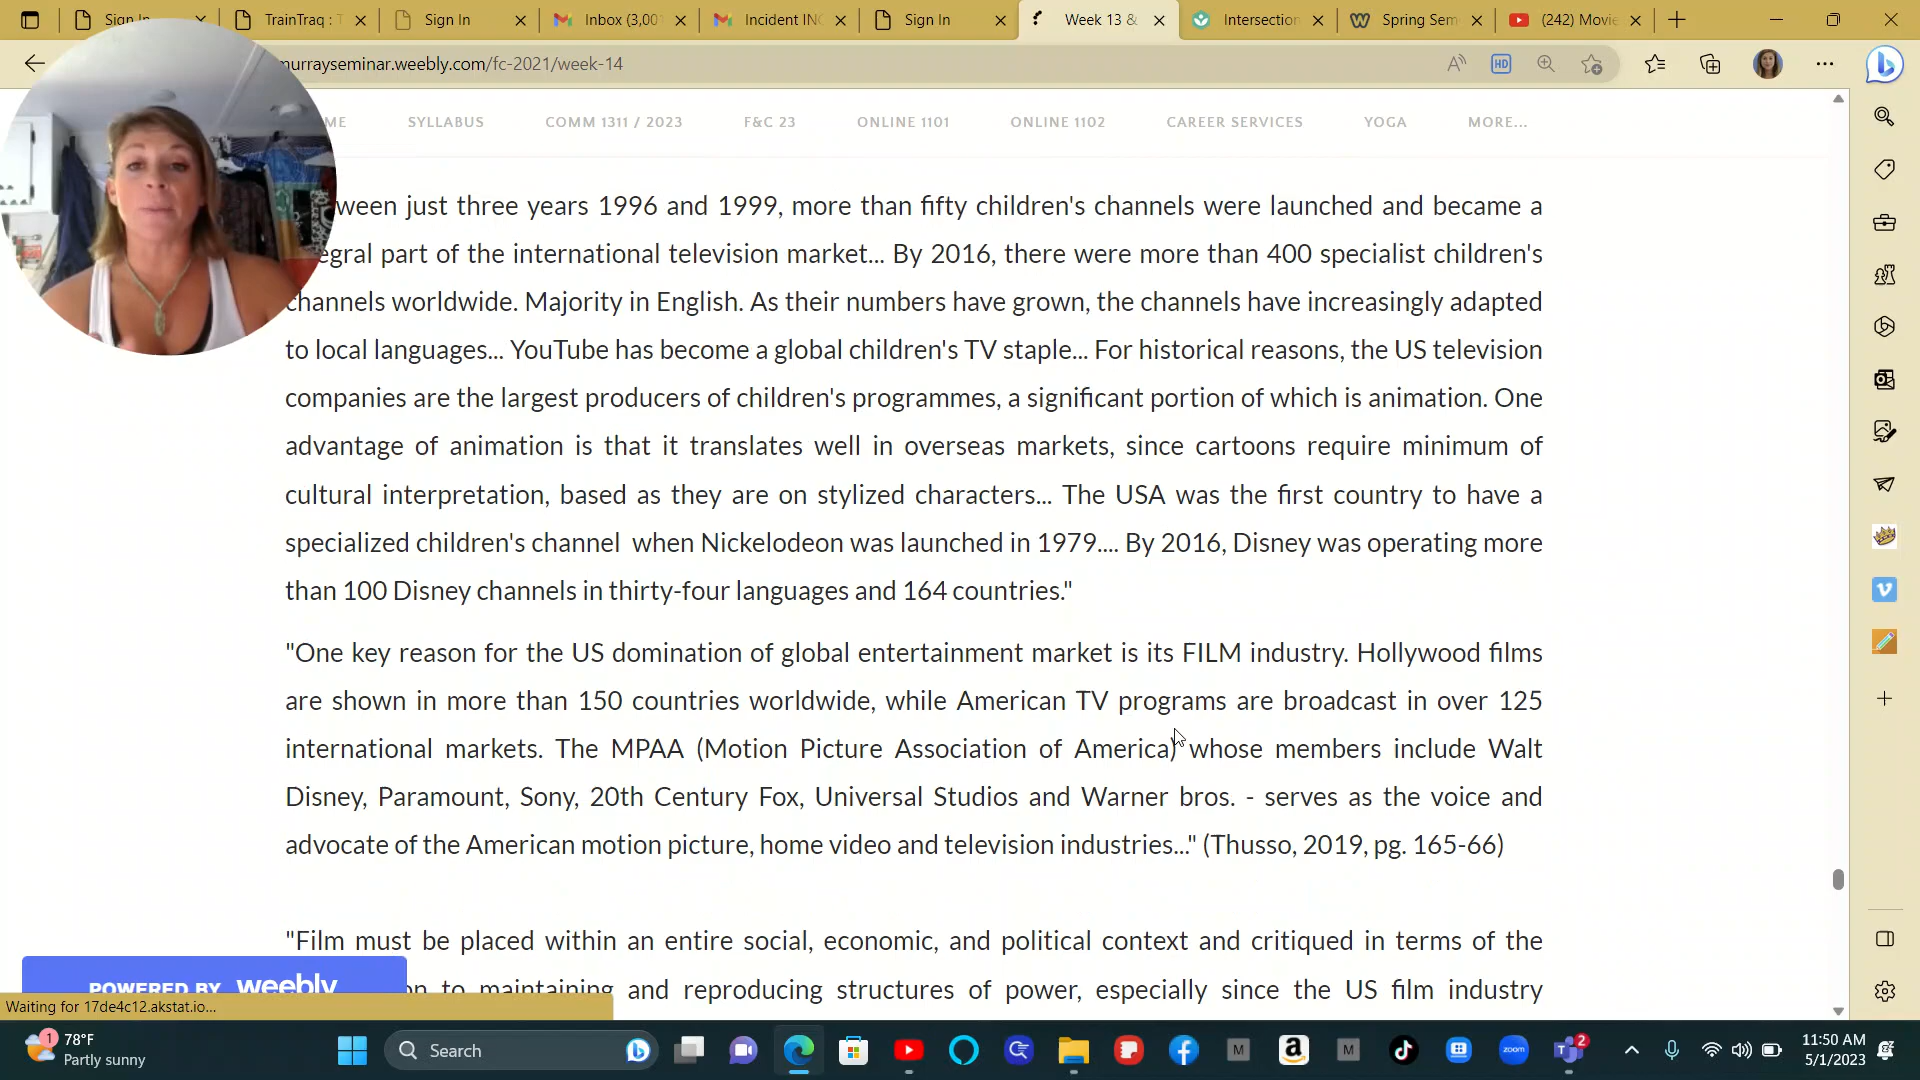 Sign In
TrainTraq : T
Sign In
Inbox (3,00
Incident IN
Sign In
Week 13 &
Intersection
Spring Sem
(242) Movie
murrayseminar.weebly.com/fc-2021/week-14
HD
SYLLABUS
COMM 1311 / 2023
F&C 23
ONLINE 1101
ONLINE 1102
CAREER SERVICES
YOGA
MORE...
ween just three years 1996 and 1999, more than fifty children's channels were launched and became a
egral part of the international television market... By 2016, there were more than 400 specialist children's
channels worldwide. Majority in English. As their numbers have grown, the channels have increasingly adapted
to local languages... YouTube has become a global children's TV staple... For historical reasons, the US television
companies are the largest producers of children's programmes, a significant portion of which is animation. One
advantage of animation is that it translates well in overseas markets, since cartoons require minimum of
cultural interpretation, based as they are on stylized characters... The USA was the first country to have a
specialized children's channel when Nickelodeon was launched in 1979.... By 2016, Disney was operating more
than 100 Disney channels in thirty-four languages and 164 countries."
"One key reason for the US domination of global entertainment market is its FILM industry. Hollywood films
are shown in more than 150 countries worldwide, while American TV programs are broadcast in over 125
international markets. The MPAA (Motion Picture Association of America) whose members include Walt
Disney, Paramount, Sony, 20th Century Fox, Universal Studios and Warner bros. - serves as the voice and
advocate of the American motion picture, home video and television industries..." (Thusso, 2019, pg. 165-66)
"Film must be placed within an entire social, economic, and political context and critiqued in terms of the
on to maintaining and reproducing structures of power, especially since the US film industry
POWERED BY weebly
Waiting for 17de4c12.akstat.io...
1
78°F
Partly sunny
Search
M
a
M
zoom
2
11:50 AM
5/1/2023